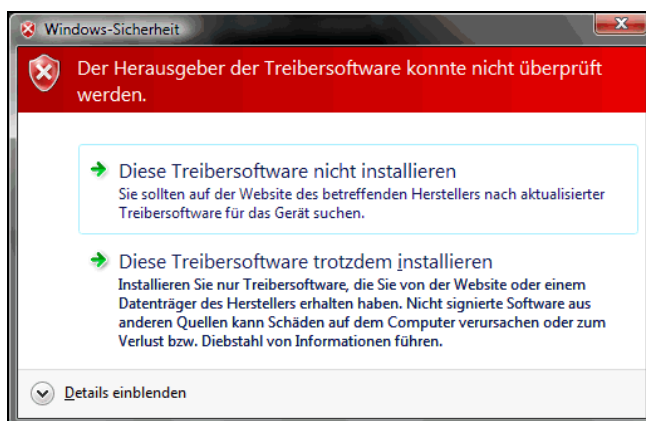 Windows-Sicherheit
Der Herausgeber der Treibersoftware konnte nicht überprüft
werden.
Diese Treibersoftware nicht installieren
Sie sollten auf der Website des betreffenden Herstellers nach aktualisierter
Treibersoftware für das Gerät suchen.
Diese Treibersoftware trotzdem installieren
Installieren Sie nur Treibersoftware, die Sie von der Website oder einem
Datenträger des Herstellers erhalten haben. Nicht signierte Software aus
anderen Quellen kann Schäden auf dem Computer verursachen oder zum
Verlust bzw. Diebstahl von Informationen führen.
Details einblenden